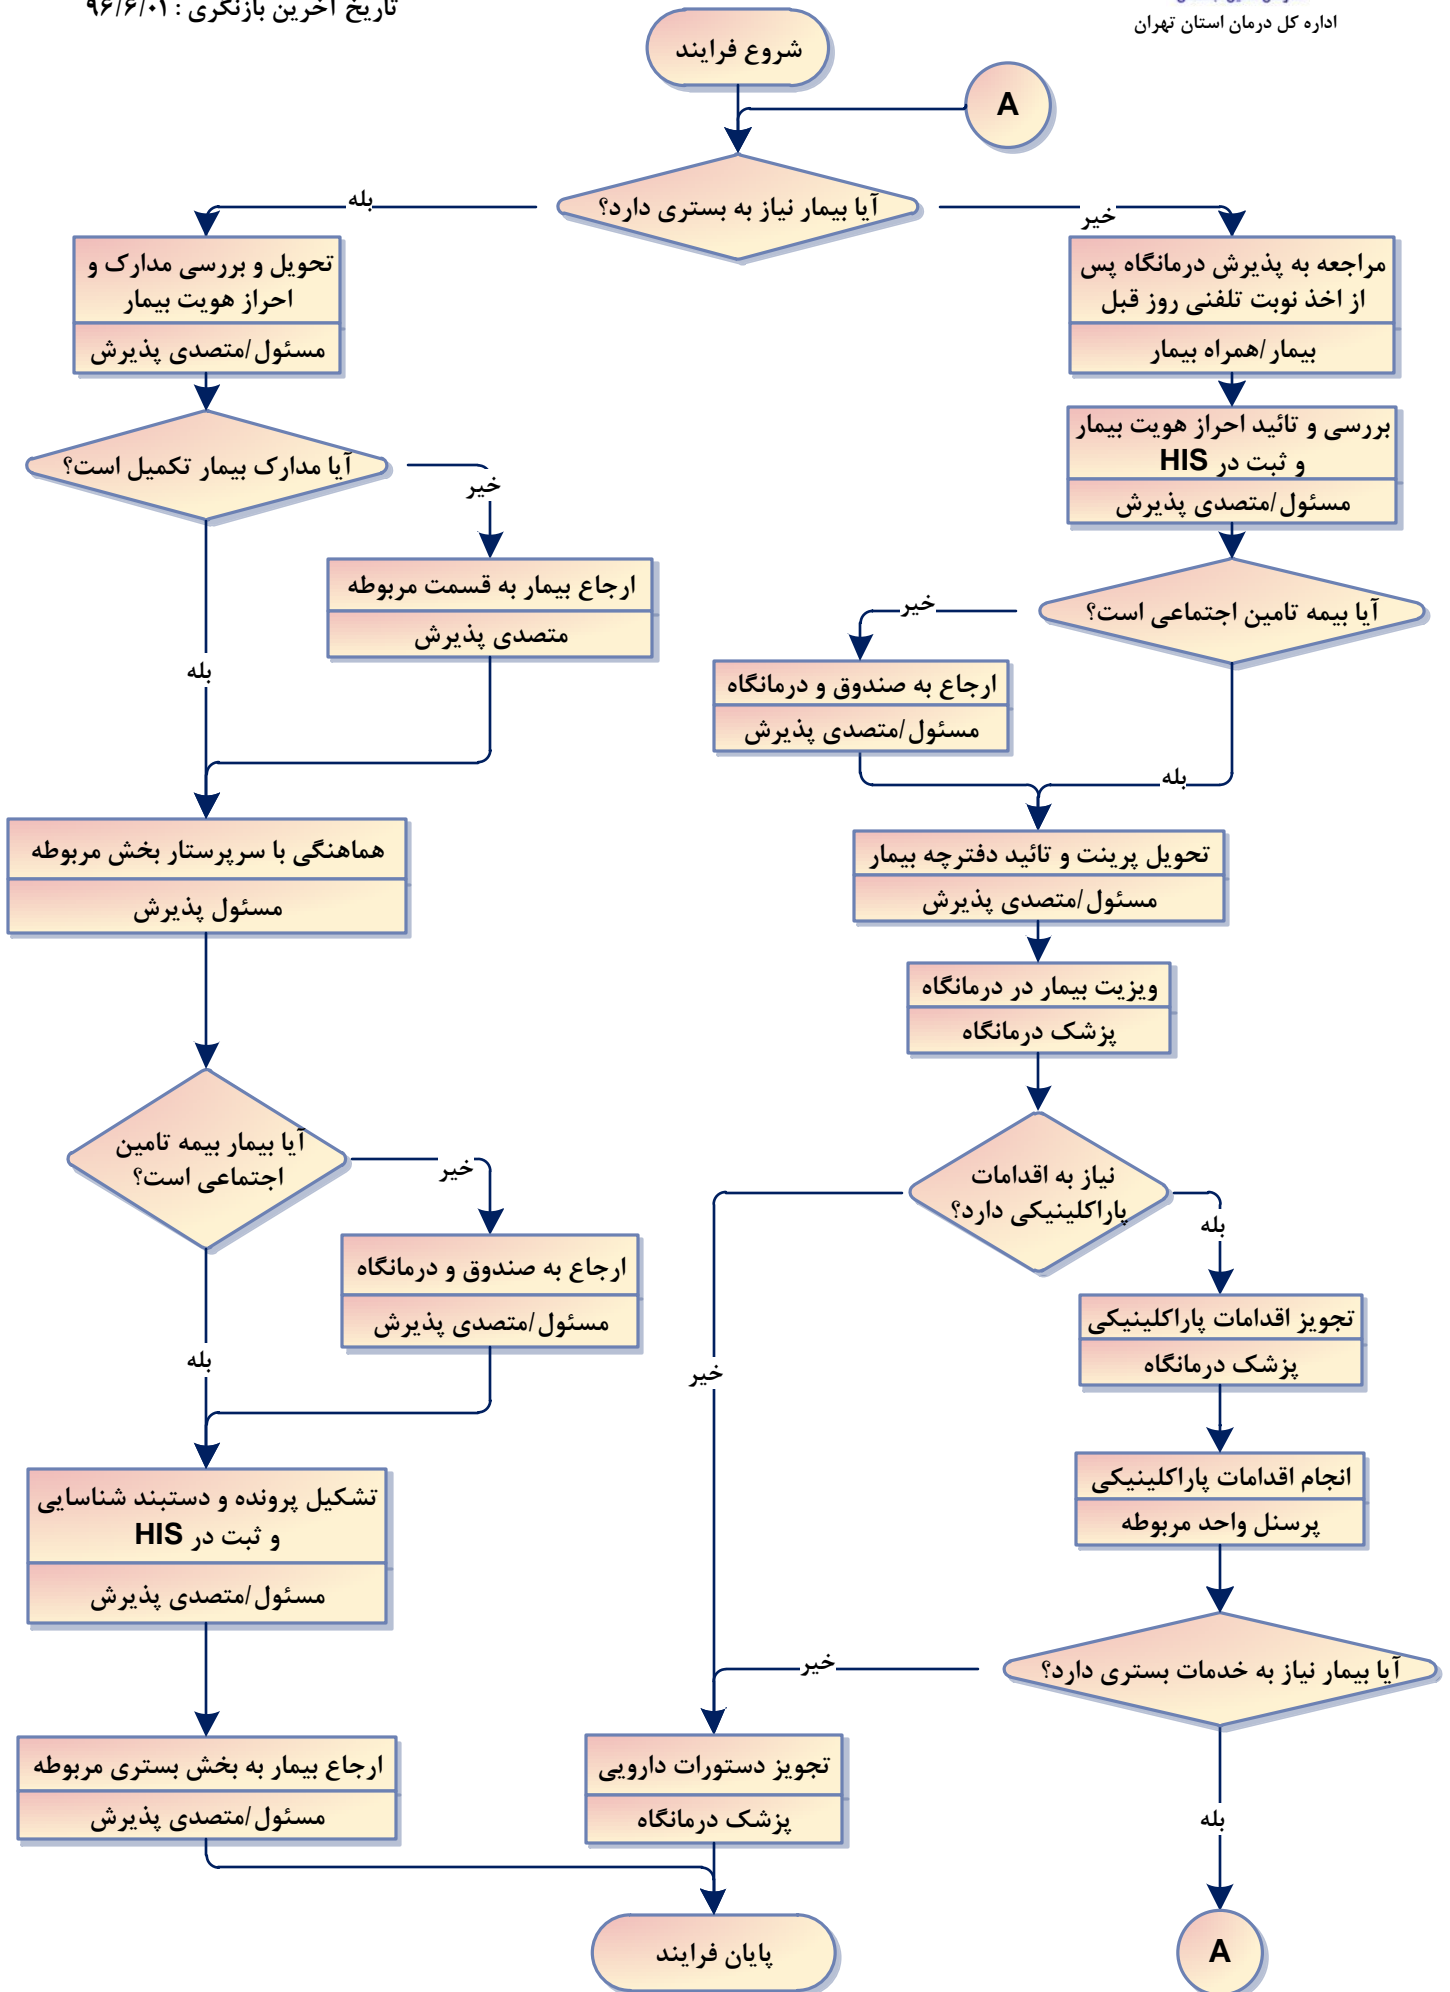 تاریخ آخرین بازنگری : ۹۶/۶/۰۱
اداره کل درمان استان تهران
شروع فرایند
A
آیا بیمار نیاز به بستری دارد؟
بله
خیر
مراجعه به پذیرش درمانگاه پس
از اخذ نوبت تلفنی روز قبل
بیمار/همراه بیمار
بررسی و تائید احراز هویت بیمار
و ثبت در HIS
مسئول/متصدی پذیرش
آیا بیمه تامین اجتماعی است؟
خیر
ارجاع به صندوق و درمانگاه
مسئول/متصدی پذیرش
بله
تحویل پرینت و تائید دفترچه بیمار
مسئول/متصدی پذیرش
ویزیت بیمار در درمانگاه
پزشک درمانگاه
نیاز به اقدامات
پاراکلینیکی دارد؟
بله
خیر
تجویز اقدامات پاراکلینیکی
پزشک درمانگاه
انجام اقدامات پاراکلینیکی
پرسنل واحد مربوطه
آیا بیمار نیاز به خدمات بستری دارد؟
خیر
بله
تجویز دستورات دارویی
پزشک درمانگاه
A
تحویل و بررسی مدارک و
احراز هویت بیمار
مسئول/متصدی پذیرش
آیا مدارک بیمار تکمیل است؟
خیر
ارجاع بیمار به قسمت مربوطه
متصدی پذیرش
بله
هماهنگی با سرپرستار بخش مربوطه
مسئول پذیرش
آیا بیمار بیمه تامین
اجتماعی است؟
خیر
ارجاع به صندوق و درمانگاه
مسئول/متصدی پذیرش
بله
تشکیل پرونده و دستبند شناسایی
و ثبت در HIS
مسئول/متصدی پذیرش
ارجاع بیمار به بخش بستری مربوطه
مسئول/متصدی پذیرش
پایان فرایند